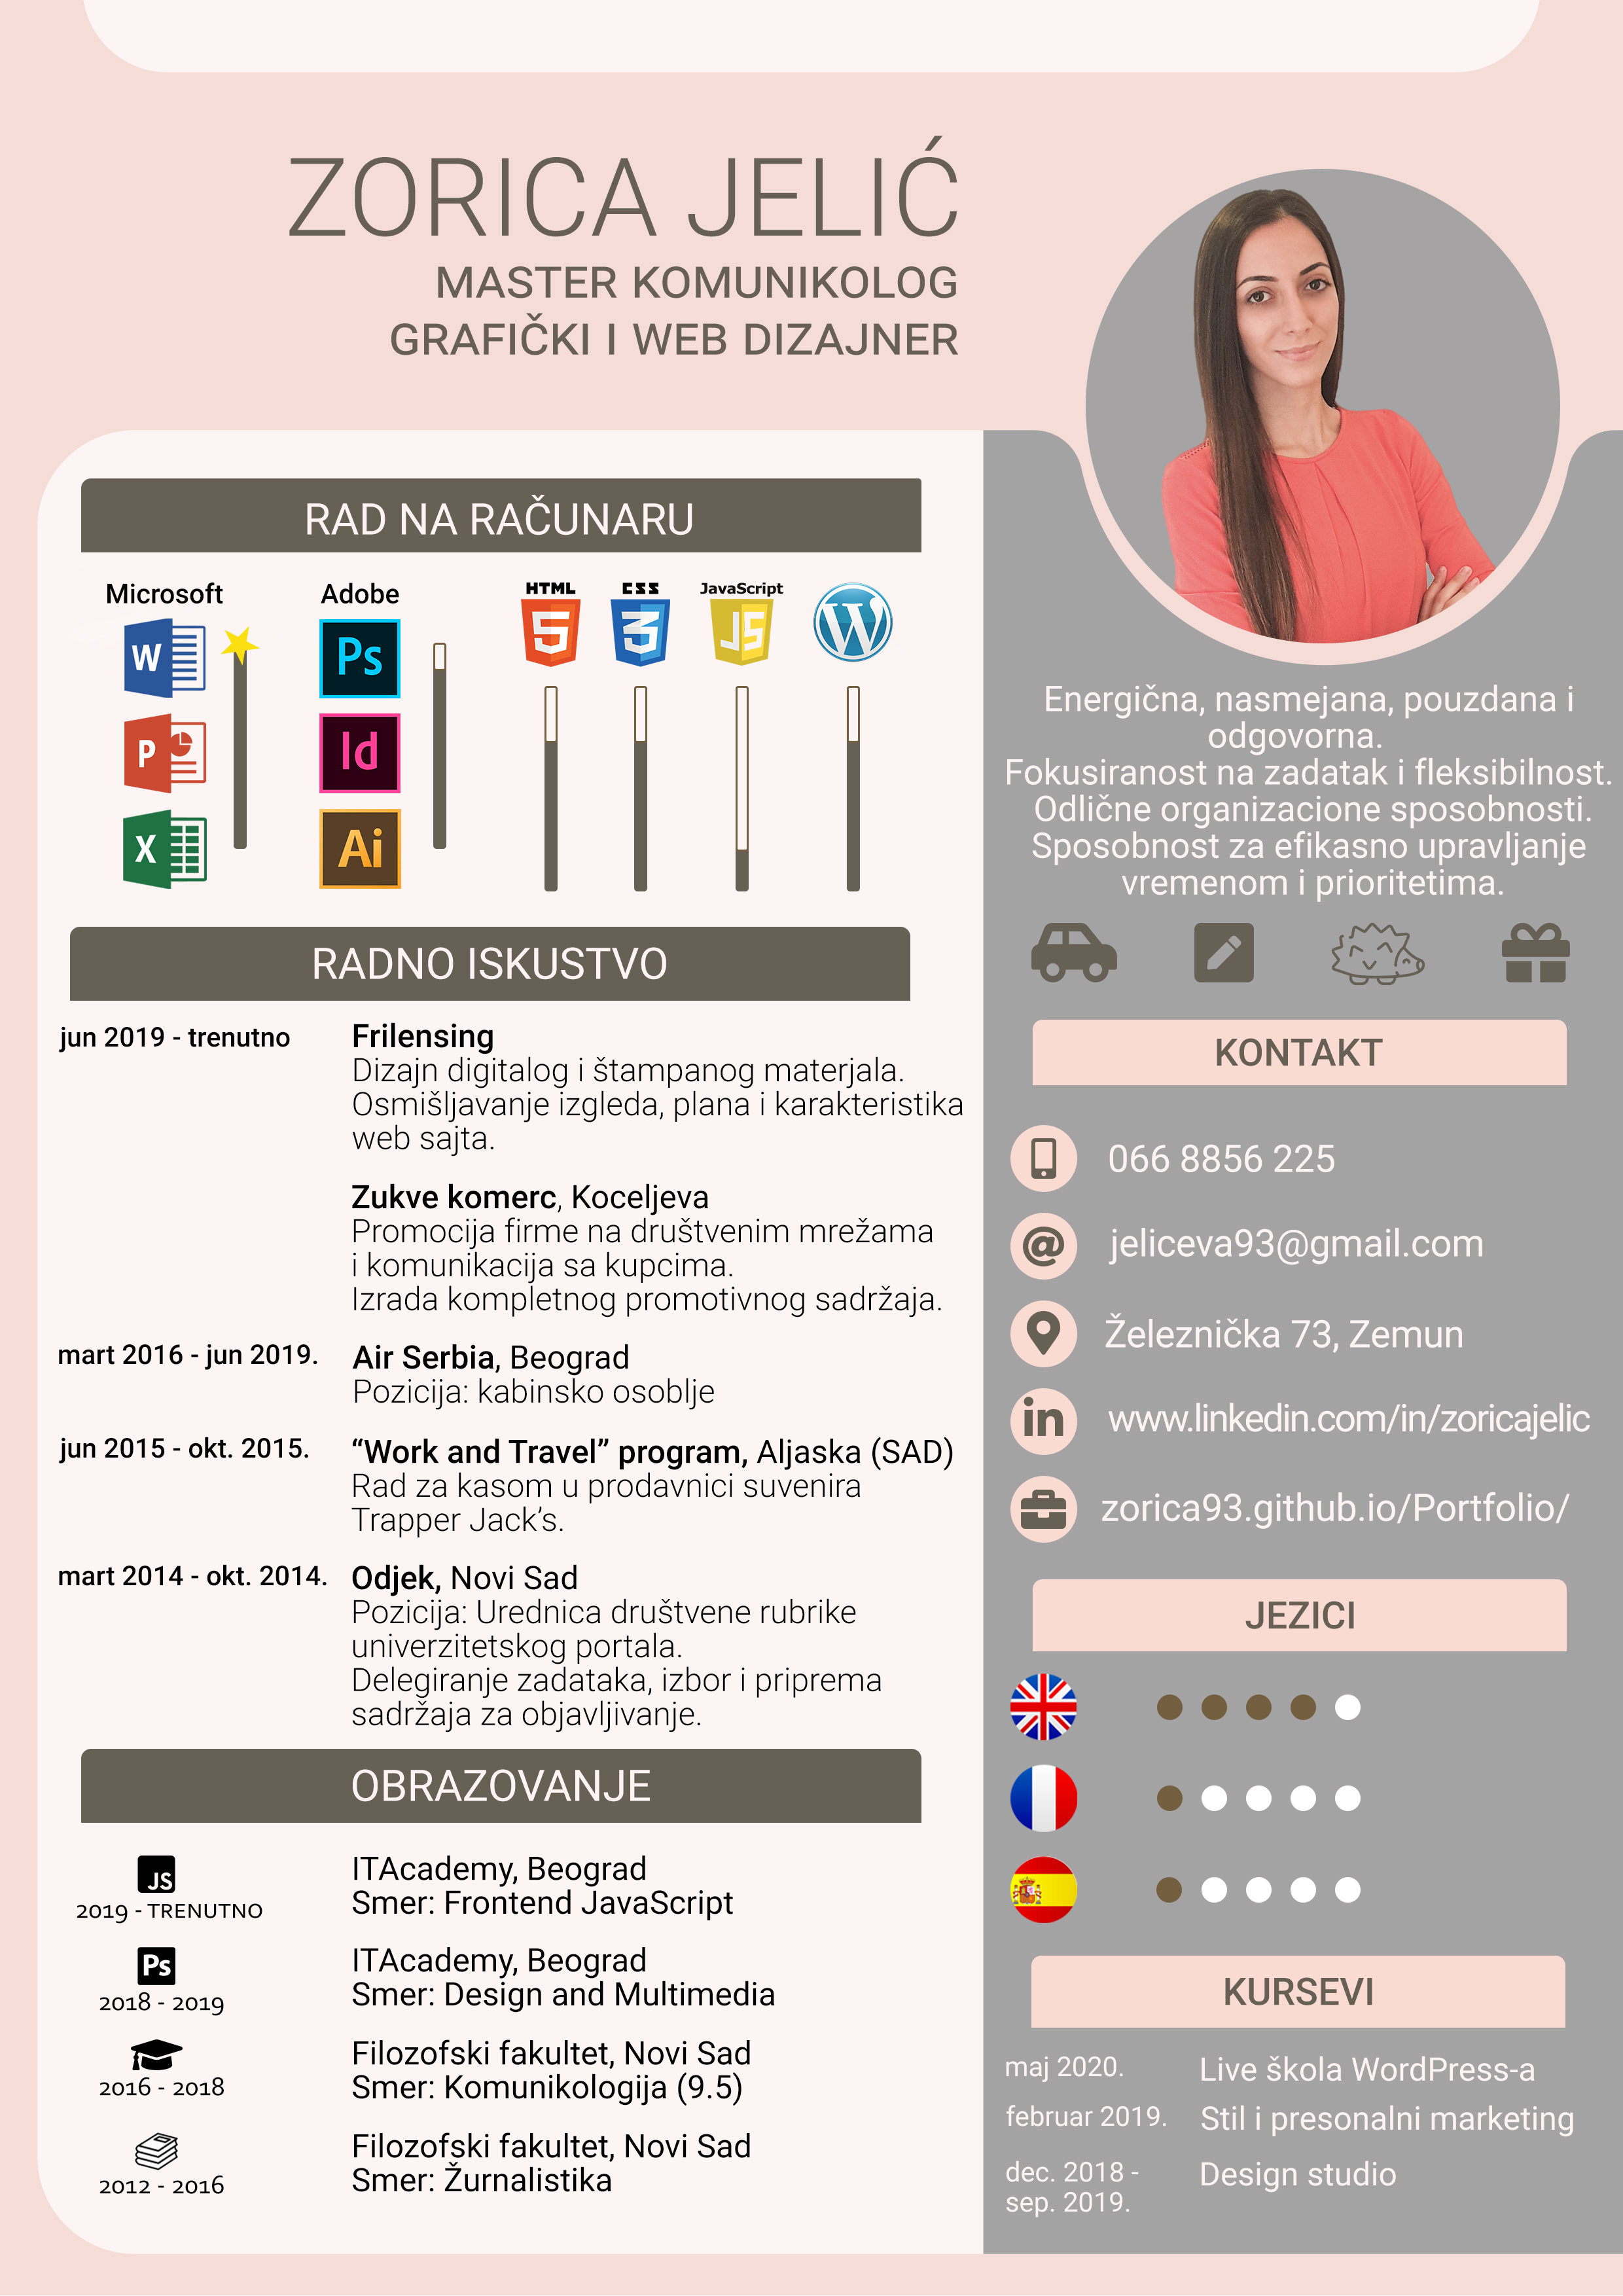 ZORICA JELIĆ
MASTER KOMUNIKOLOG
GRAFIČKI I WEB DIZAJNER
RAD NA RAČUNARU
Microsoft
W
P
X
Adobe
Ps
Id
Ai
HTML
5
CSS
3
JavaScript
JS
W
RADNO ISKUSTVO
jun 2019 - trenutno
Frilensing
Dizajn digitalog i štampanog materjala.
Osmišljavanje izgleda, plana i karakteristika
web sajta.
Zukve komerc, Koceljeva
Promocija firme na društvenim mrežama
i komunikacija sa kupcima.
Izrada kompletnog promotivnog sadržaja.
mart 2016 - jun 2019.
Air Serbia, Beograd
Pozicija: kabinsko osoblje
jun 2015 - okt. 2015.
“Work and Travel” program, Aljaska (SAD)
Rad za kasom u prodavnici suvenira
Trapper Jack’s.
mart 2014 - okt. 2014.
Odjek, Novi Sad
Pozicija: Urednica društvene rubrike
univerzitetskog portala.
Delegiranje zadataka, izbor i priprema
sadržaja za objavljivanje.
OBRAZOVANJE
JS
2019 - TRENUTNO
ITAcademy, Beograd
Smer: Frontend JavaScript
Ps
2018 - 2019
ITAcademy, Beograd
Smer: Design and Multimedia
2016 - 2018
Filozofski fakultet, Novi Sad
Smer: Komunikologija (9.5)
2012 - 2016
Filozofski fakultet, Novi Sad
Smer: Žurnalistika
Energična, nasmejana, pouzdana i
odgovorna.
Fokusiranost na zadatak i fleksibilnost.
Odlične organizacione sposobnosti.
Sposobnost za efikasno upravljanje
vremenom i prioritetima.
KONTAKT
066 8856 225
@ jeliceva93@gmail.com
Železnička 73, Zemun
in www.linkedin.com/in/zoricajelic
zorica93.github.io/Portfolio/
JEZICI
KURSEVI
maj 2020.
Live škola WordPress-a
februar 2019.
Stil i presonalni marketing
dec. 2018 -
sep. 2019.
Design studio